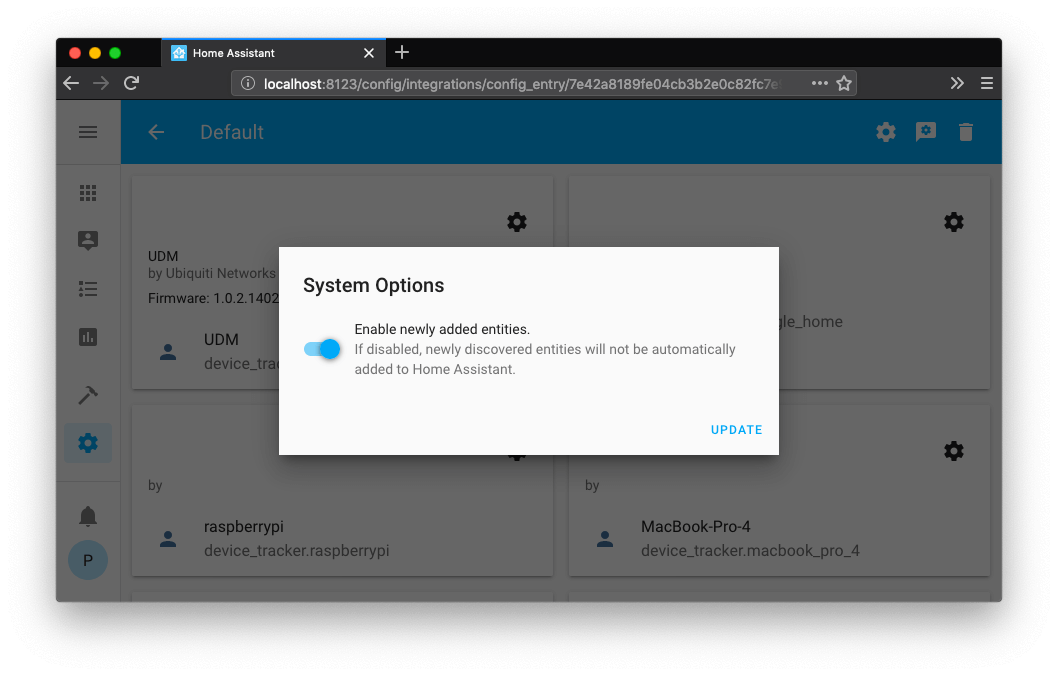 Home Assistant
localhost:8123/config/integrations/config_entry/7e42a8189fe04cb3b2e0c82fc7e
Default
UDM
by Ubiquiti Networks
Firmware: 1.0.2.1402
UDM
device_trac
gle_home
System Options
Enable newly added entities.
If disabled, newly discovered entities will not be automatically
added to Home Assistant.
UPDATE
by
raspberrypi
device_tracker.raspberrypi
by
MacBook-Pro-4
device_tracker.macbook_pro_4
P